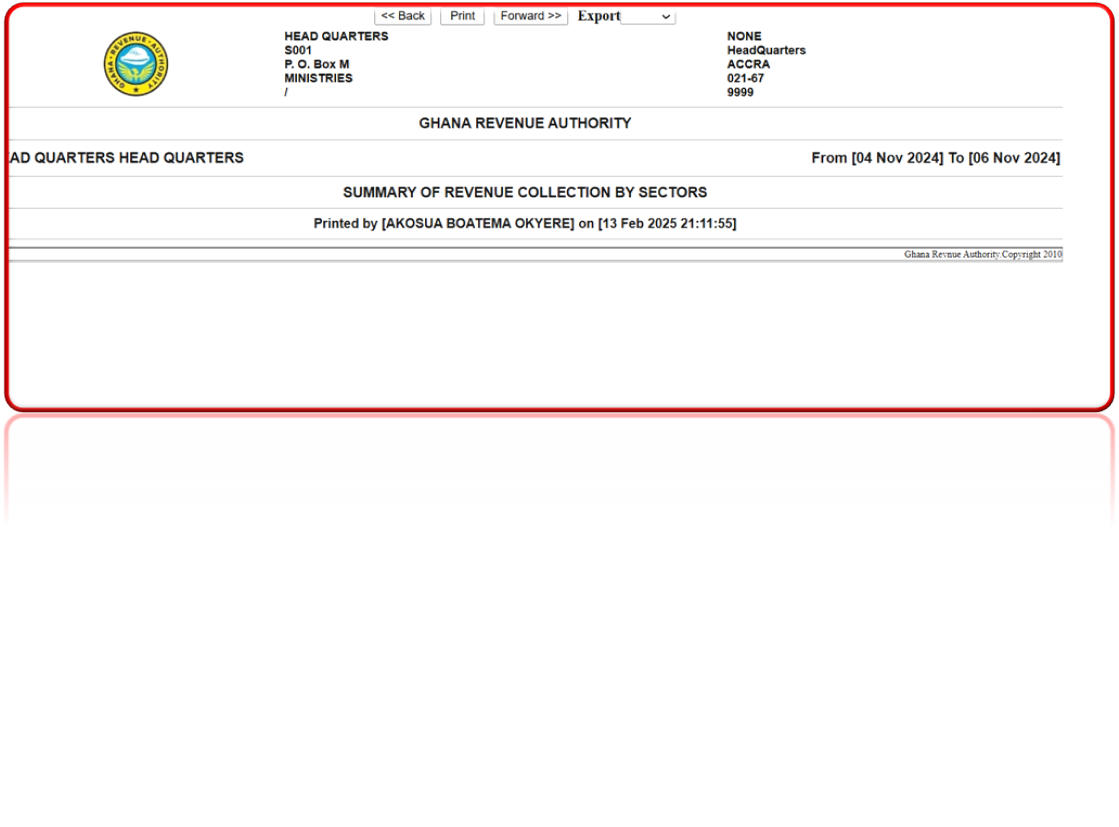 << Back Print Forward >> Export
GHANA REVENUE AUTHORITY
HEAD QUARTERS
S001
P. O. Box M
MINISTRIES
/
NONE
HeadQuarters
ACCRA
021-67
9999
GHANA REVENUE AUTHORITY
AD QUARTERS HEAD QUARTERS From [04 Nov 2024] To [06 Nov 2024]
SUMMARY OF REVENUE COLLECTION BY SECTORS
Printed by [AKOSUA BOATEMA OKYERE] on [13 Feb 2025 21:11:55]
Ghana Revnue Authority.Copyright 2010